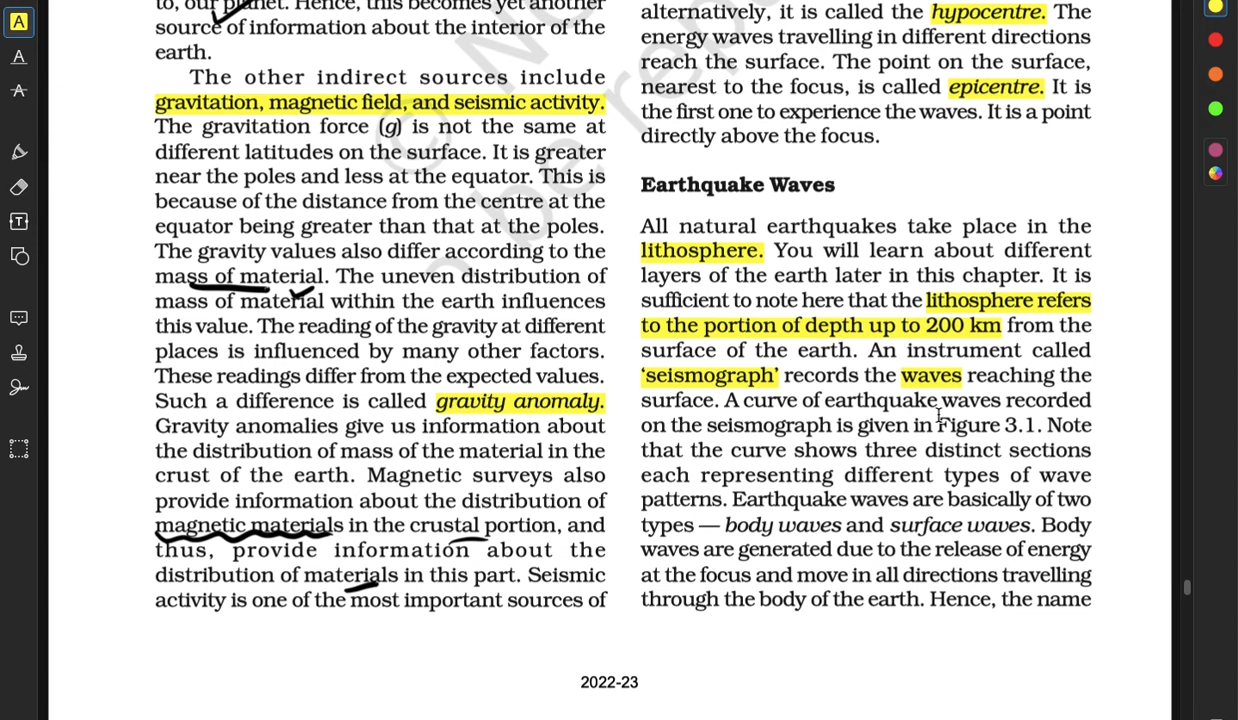 to, our planet. Hence, this becomes yet another
source of information about the interior of the
earth.
The other indirect sources include
gravitation, magnetic field, and seismic activity.
The gravitation force (g) is not the same at
different latitudes on the surface. It is greater
near the poles and less at the equator. This is
because of the distance from the centre at the
equator being greater than that at the poles.
The gravity values also differ according to the
mass of material. The uneven distribution of
mass of material within the earth influences
this value. The reading of the gravity at different
places is influenced by many other factors.
These readings differ from the expected values.
Such a difference is called gravity anomaly.
Gravity anomalies give us information about
the distribution of mass of the material in the
crust of the earth. Magnetic surveys also
provide information about the distribution of
magnetic materials in the crustal portion, and
thus, provide information about the
distribution of materials in this part. Seismic
activity is one of the most important sources of
alternatively, it is called the hypocentre. The
energy waves travelling in different directions
reach the surface. The point on the surface,
nearest to the focus, is called epicentre. It is
the first one to experience the waves. It is a point
directly above the focus.
Earthquake Waves
All natural earthquakes take place in the
lithosphere. You will learn about different
layers of the earth later in this chapter. It is
sufficient to note here that the lithosphere refers
to the portion of depth up to 200 km from the
surface of the earth. An instrument called
‘seismograph’ records the waves reaching the
surface. A curve of earthquake waves recorded
on the seismograph is given in Figure 3.1. Note
that the curve shows three distinct sections
each representing different types of wave
patterns. Earthquake waves are basically of two
types — body waves and surface waves. Body
waves are generated due to the release of energy
at the focus and move in all directions travelling
through the body of the earth. Hence, the name
2022-23